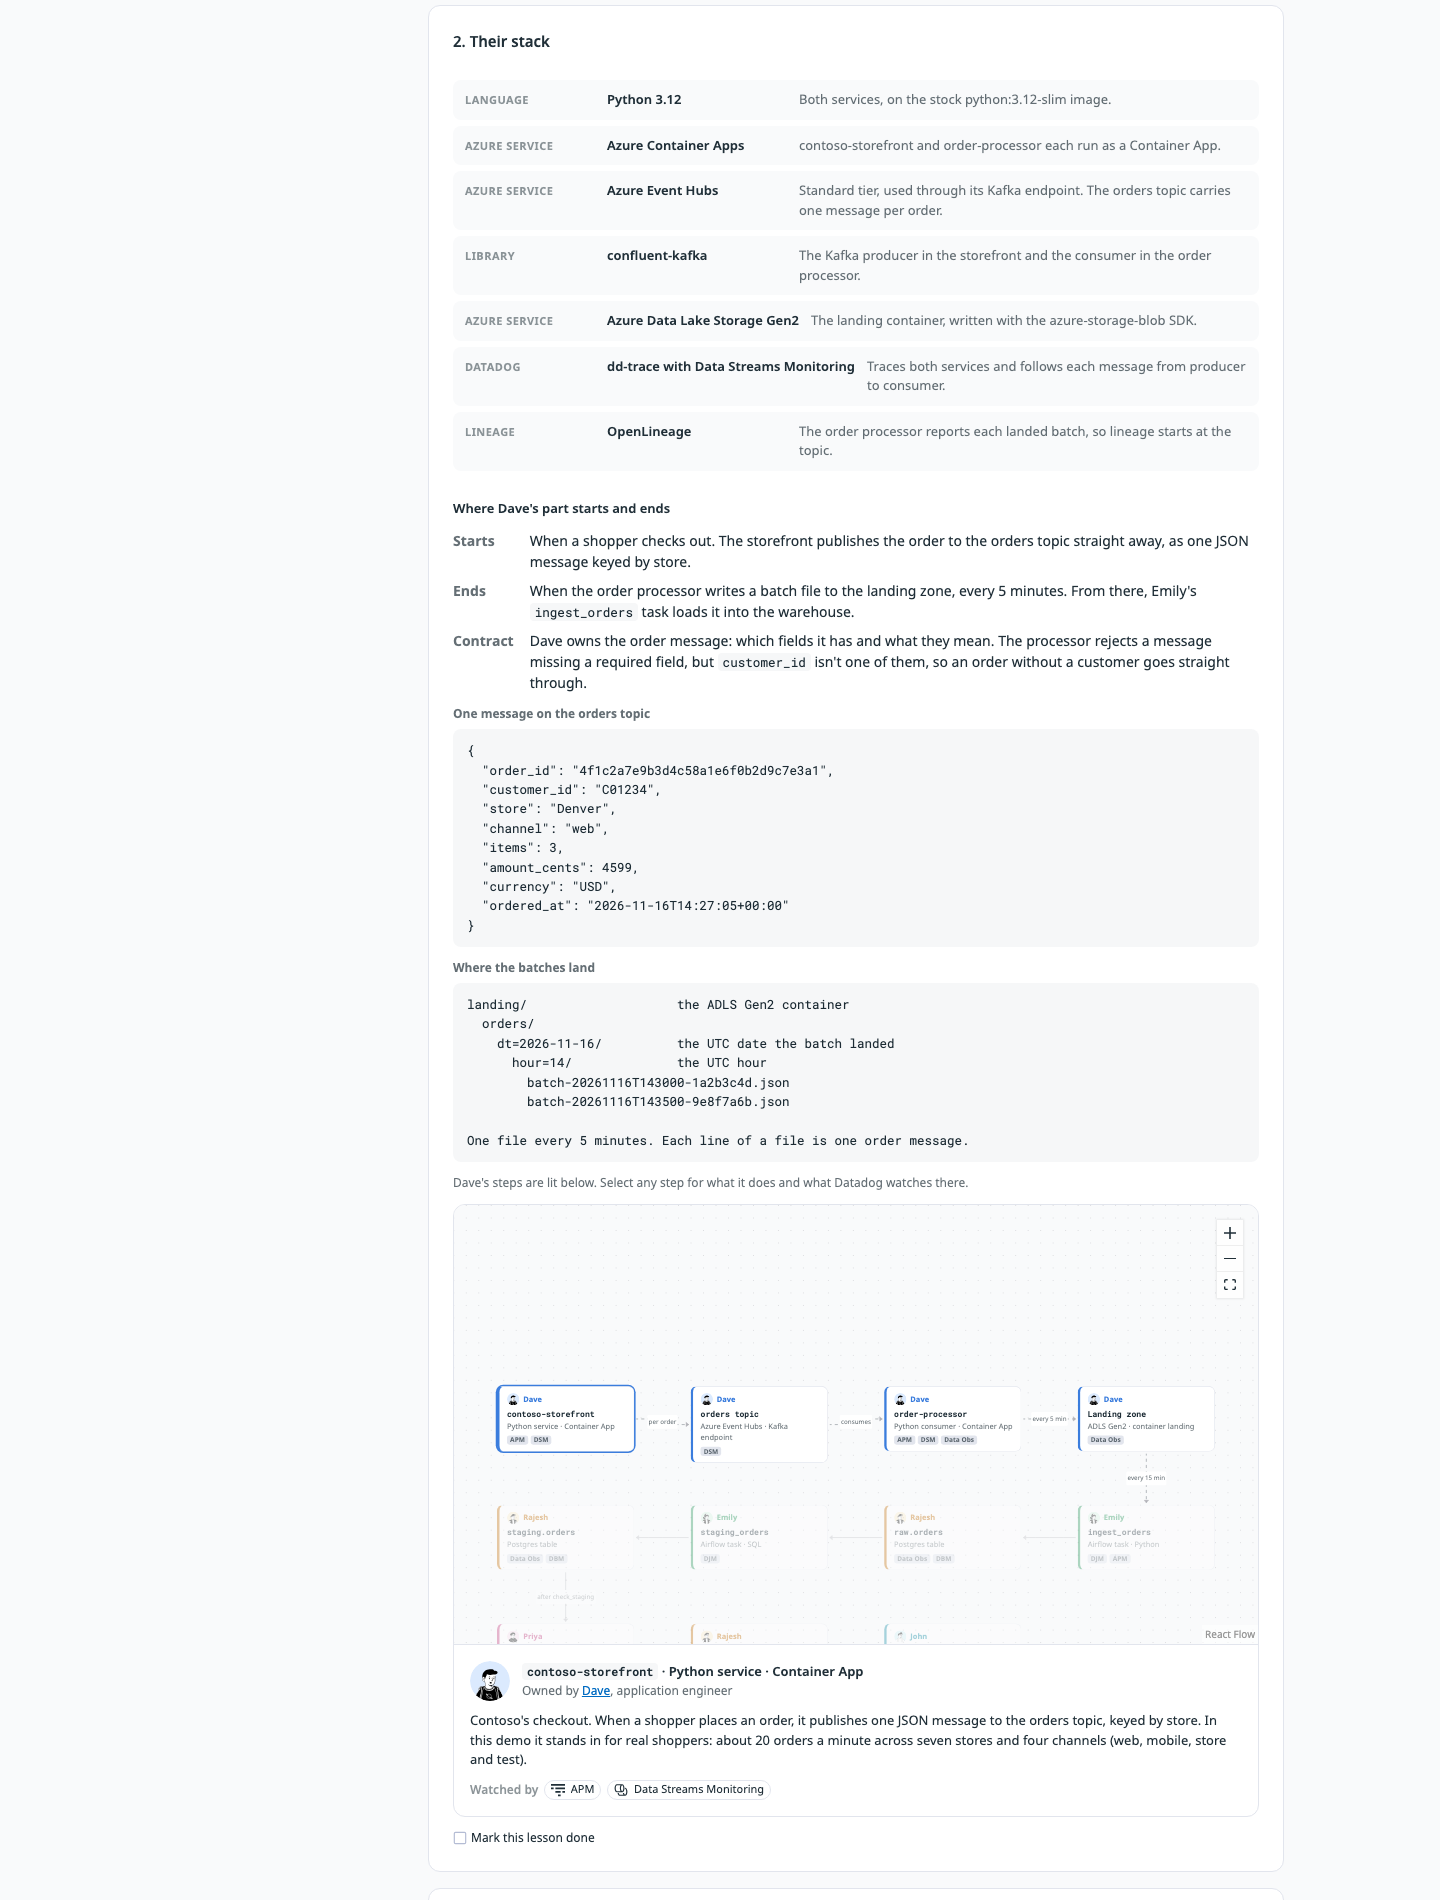 2. Their stack
LANGUAGE Python 3.12 Both services, on the stock python:3.12-slim image.
AZURE SERVICE Azure Container Apps contoso-storefront and order-processor each run as a Container App.
AZURE SERVICE Azure Event Hubs Standard tier, used through its Kafka endpoint. The orders topic carries
one message per order.
LIBRARY confluent-kafka The Kafka producer in the storefront and the consumer in the order
processor.
AZURE SERVICE Azure Data Lake Storage Gen2 The landing container, written with the azure-storage-blob SDK.
DATADOG dd-trace with Data Streams Monitoring Traces both services and follows each message from producer
to consumer.
LINEAGE OpenLineage The order processor reports each landed batch, so lineage starts at the
topic.
Where Dave's part starts and ends
Starts When a shopper checks out. The storefront publishes the order to the orders topic straight away, as one JSON
message keyed by store.
Ends When the order processor writes a batch file to the landing zone, every 5 minutes. From there, Emily's
ingest_orders task loads it into the warehouse.
Contract Dave owns the order message: which fields it has and what they mean. The processor rejects a message
missing a required field, but customer_id isn't one of them, so an order without a customer goes straight
through.
One message on the orders topic
{
"order_id": "4f1c2a7e9b3d4c58a1e6f0b2d9c7e3a1",
"customer_id": "C01234",
"store": "Denver",
"channel": "web",
"items": 3,
"amount_cents": 4599,
"currency": "USD",
"ordered_at": "2026-11-16T14:27:05+00:00"
}
Where the batches land
landing/ the ADLS Gen2 container
orders/
dt=2026-11-16/ the UTC date the batch landed
hour=14/ the UTC hour
batch-20261116T143000-1a2b3c4d.json
batch-20261116T143500-9e8f7a6b.json
One file every 5 minutes. Each line of a file is one order message.
Dave's steps are lit below. Select any step for what it does and what Datadog watches there.
Dave
contoso-storefront
Python service · Container App
APM DSM
per order
Dave
orders topic
Azure Event Hubs · Kafka
endpoint
DSM
consumes
Dave
order-processor
Python consumer · Container App
APM DSM Data Obs
every 5 min
Dave
Landing zone
ADLS Gen2 · container landing
Data Obs
every 15 min
Rajesh
staging.orders
Postgres table
Data Obs DBM
Emily
staging_orders
Airflow task · SQL
DJM
Rajesh
raw.orders
Postgres table
Data Obs DBM
Emily
ingest_orders
Airflow task · Python
DJM APM
after check_staging
Priya
Rajesh
John
React Flow
contoso-storefront · Python service · Container App
Owned by Dave, application engineer
Contoso's checkout. When a shopper places an order, it publishes one JSON message to the orders topic, keyed by store. In
this demo it stands in for real shoppers: about 20 orders a minute across seven stores and four channels (web, mobile, store
and test).
Watched by APM Data Streams Monitoring
Mark this lesson done